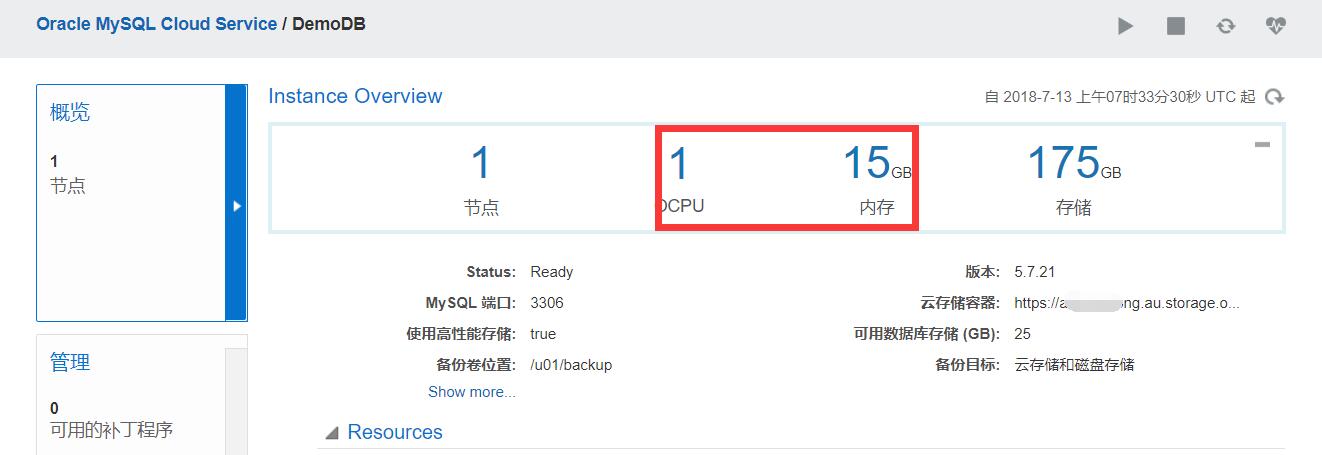 Oracle MySQL Cloud Service / DemoDB
概览
1
节点
管理
0
可用的补丁程序
Instance Overview
自 2018-7-13 上午07时33分30秒 UTC 起
1 1 15GB 175GB
节点 OCPU 内存 存储
Status: Ready
版本: 5.7.21
MySQL 端口: 3306
云存储容器: https://a ng.au.storage.o...
使用高性能存储: true
可用数据库存储 (GB): 25
备份卷位置: /u01/backup
备份目标: 云存储和磁盘存储
Show more...
Resources